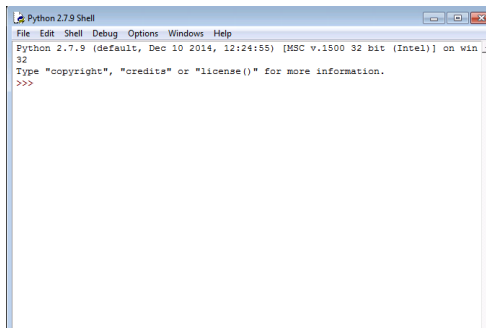 Python 2.7.9 Shell
File Edit Shell Debug Options Windows Help
Python 2.7.9 (default, Dec 10 2014, 12:24:55) [MSC v.1500 32 bit (Intel)] on win
32
Type "copyright", "credits" or "license()" for more information.
>>>